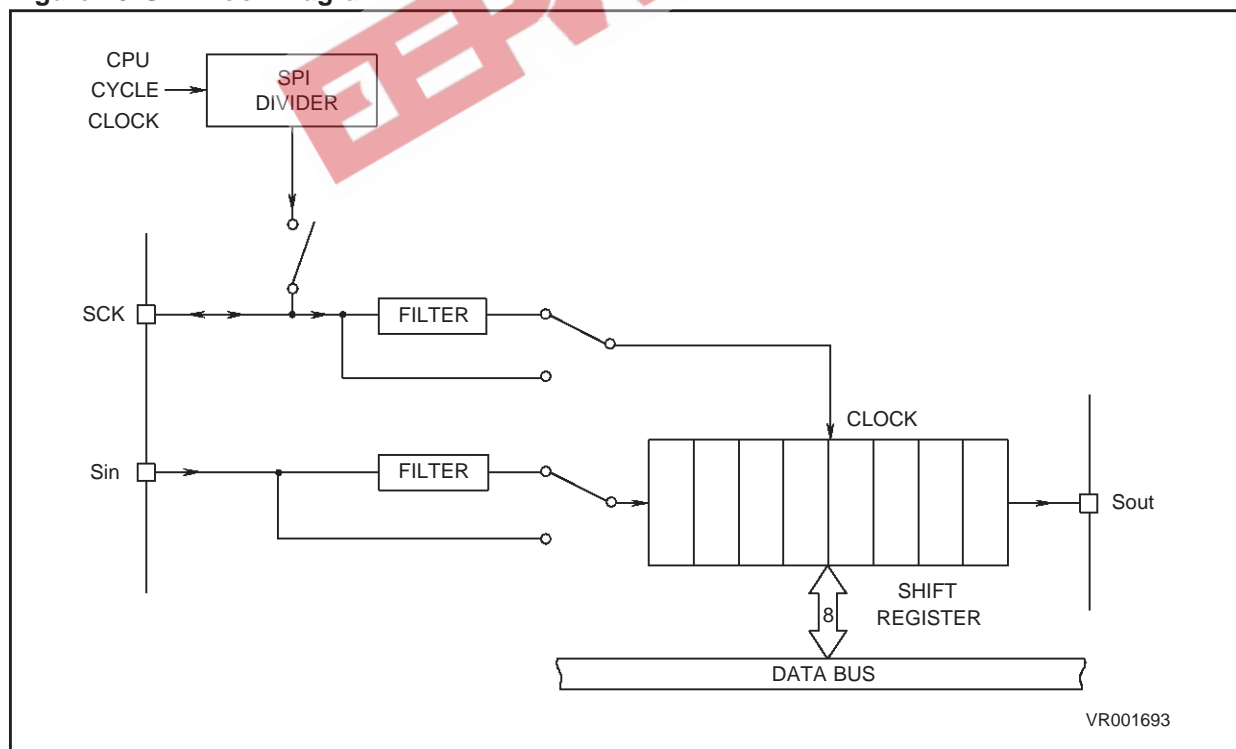 CPU
CYCLE
CLOCK
SPI
DIVIDER
SCK
FILTER
CLOCK
Sin
FILTER
Sout
SHIFT
REGISTER
8
DATA BUS
VR001693